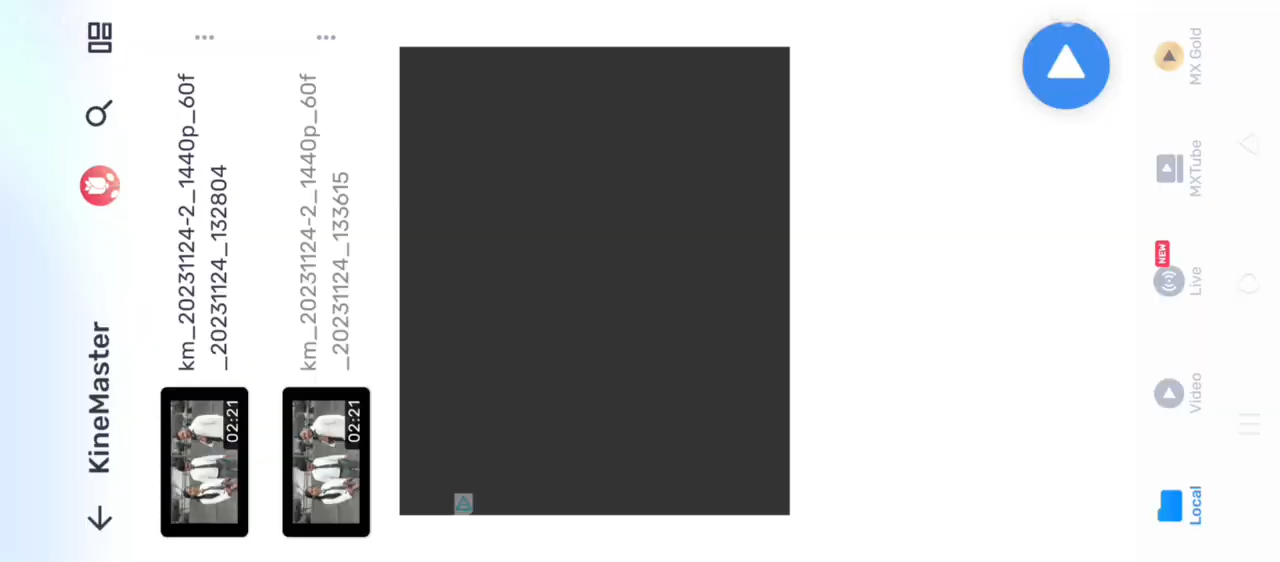 KineMaster
km_20231124-2_1440p_60f
_20231124_132804
02:21
km_20231124-2_1440p_60f
_20231124_133615
02:21
Local
Video
Live
NEW
MXTube
MX Gold